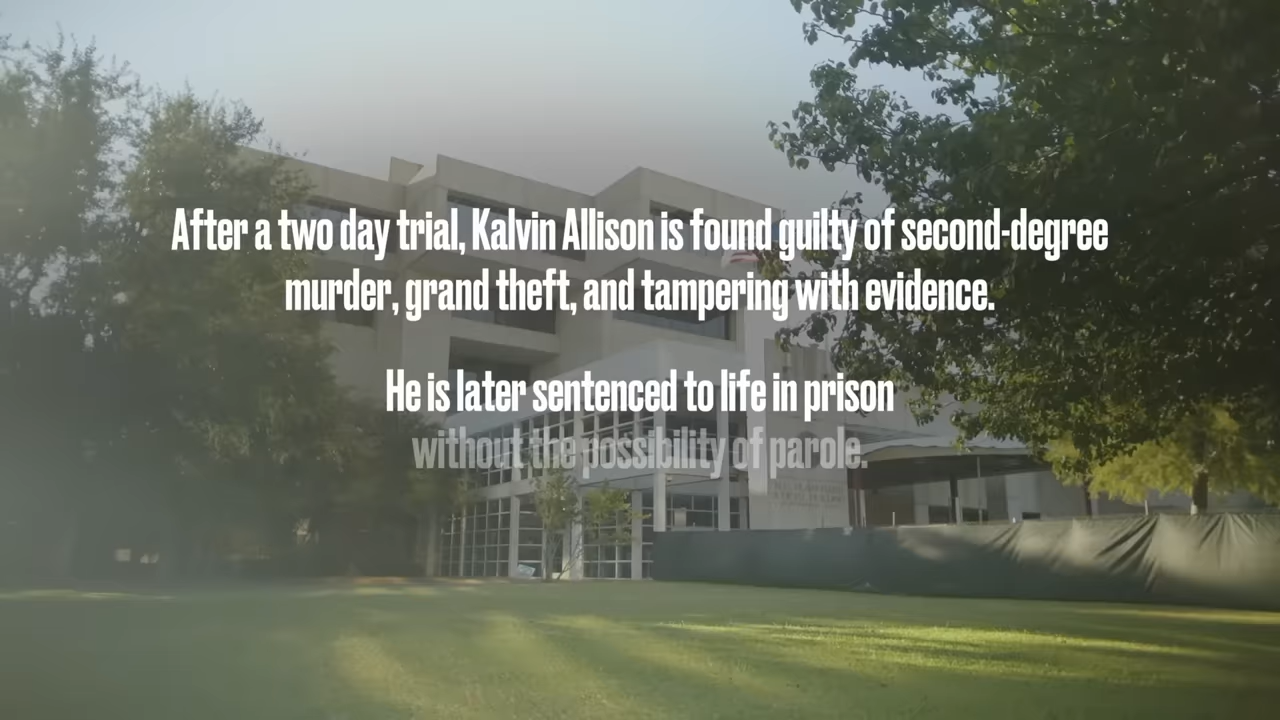 After a two day trial, Kalvin Allison is found guilty of second-degree
murder, grand theft, and tampering with evidence.
He is later sentenced to life in prison
without the possibility of parole.